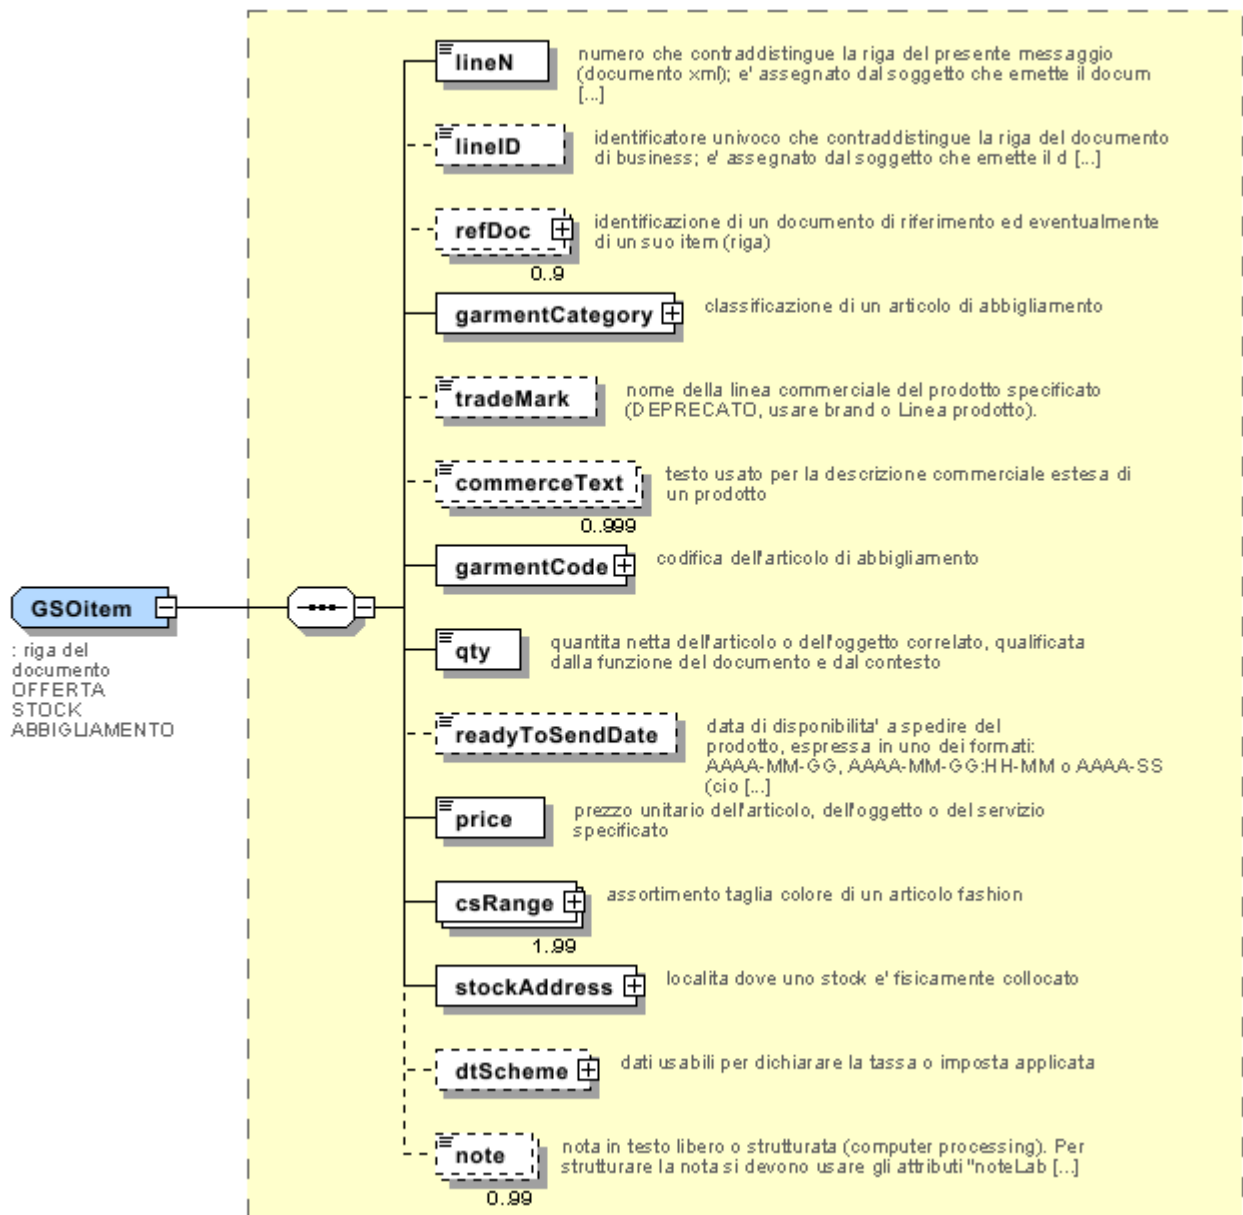 lineN
numero che contraddistingue la riga del presente messaggio
(documento xml); e' assegnato dal soggetto che emette il docum
[...]
lineID
identificatore univoco che contraddistingue la riga del documento
di business; e' assegnato dal soggetto che emette il d [...]
refDoc
identificazione di un documento di riferimento ed eventualmente
di un suo item (riga)
0..9
garmentCategory
classificazione di un articolo di abbigliamento
tradeMark
nome della linea commerciale del prodotto specificato
(DEPRECATO, usare brand o Linea prodotto).
commerceText
testo usato per la descrizione commerciale estesa di
un prodotto
0..999
garmentCode
codifica dell'articolo di abbigliamento
GSOitem
: riga del
documento
OFFERTA
STOCK
ABBIGLIAMENTO
qty
quantita netta dell'articolo o dell'oggetto correlato, qualificata
dalla funzione del documento e dal contesto
readyToSendDate
data di disponibilita' a spedire del
prodotto, espressa in uno dei formati:
AAAA-MM-GG, AAAA-MM-GG:HH-MM o AAAA-SS
(cio [...]
price
prezzo unitario dell'articolo, dell'oggetto o del servizio
specificato
csRange
assortimento taglia colore di un articolo fashion
1..99
stockAddress
localita dove uno stock e' fisicamente collocato
dtScheme
dati usabili per dichiarare la tassa o imposta applicata
note
nota in testo libero o strutturata (computer processing). Per
strutturare la nota si devono usare gli attributi "noteLab [...]
0..99